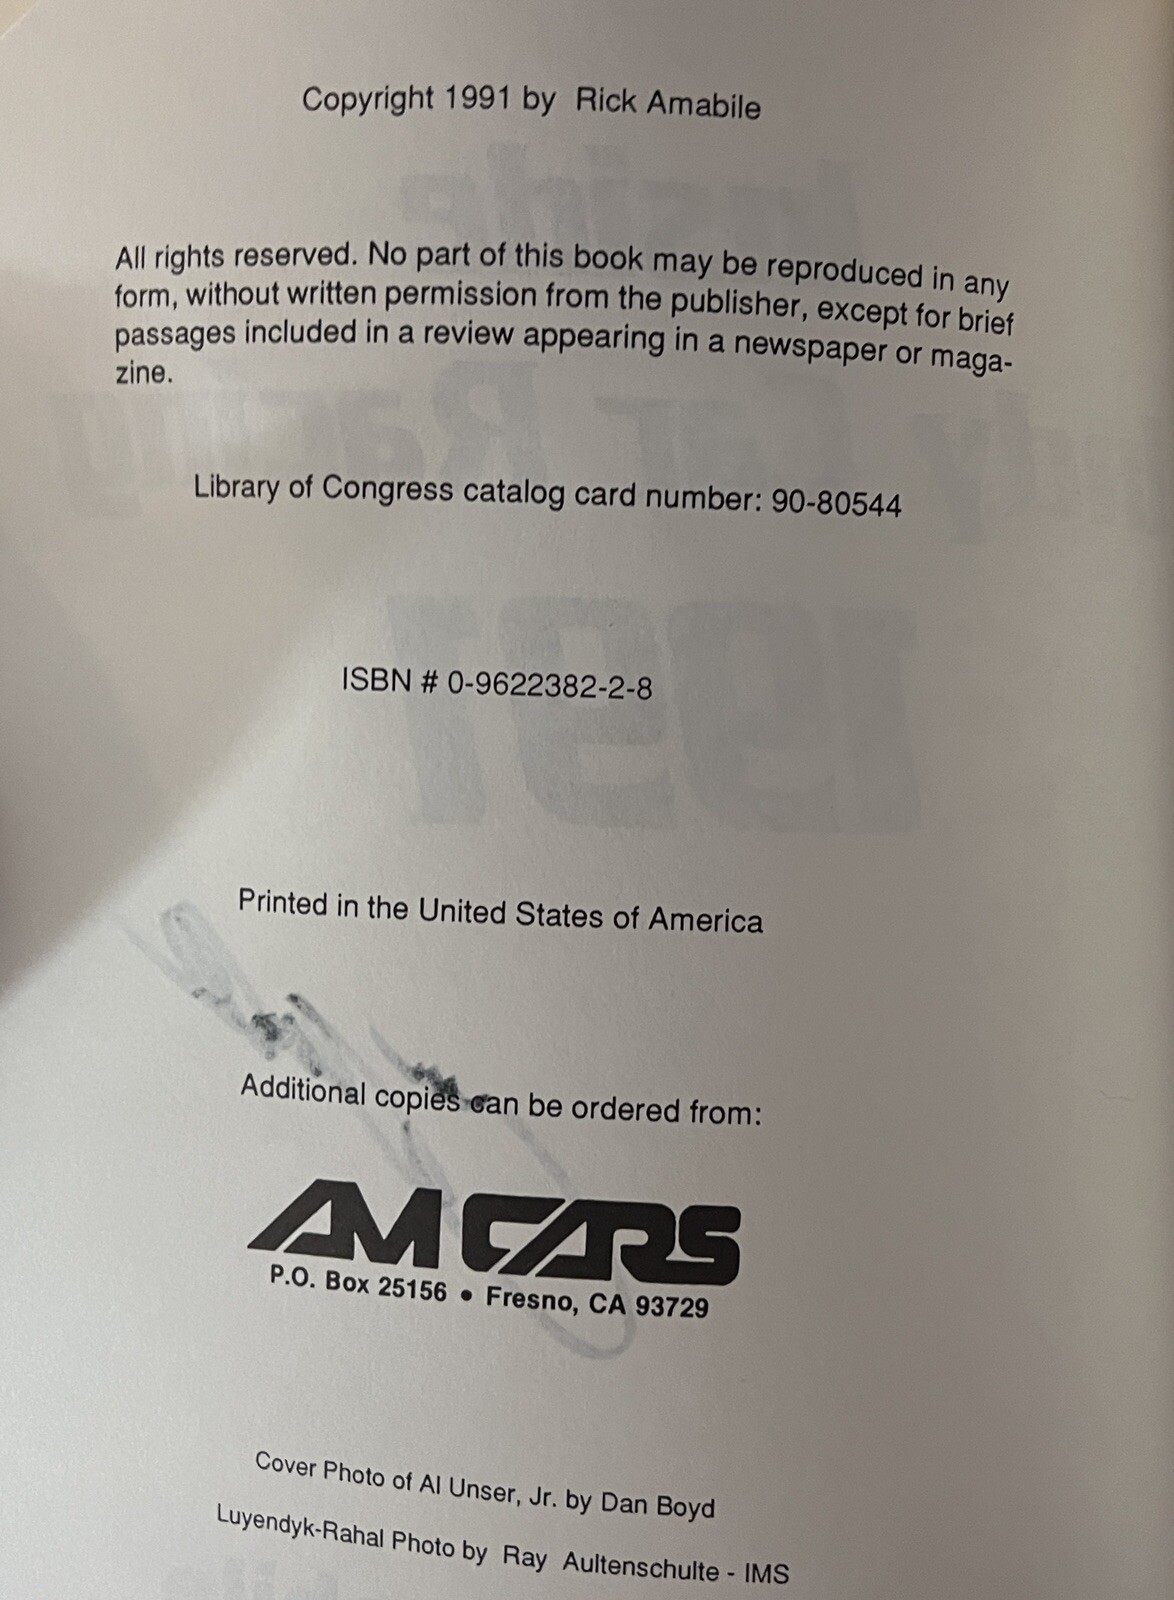 Copyright 1991 by Rick Amabile
All rights reserved. No part of this book may be reproduced in any
form, without written permission from the publisher, except for brief
passages included in a review appearing in a newspaper or maga-
zine.
Library of Congress catalog card number: 90-80544
ISBN # 0-9622382-2-8
Printed in the United States of America
Additional copies can be ordered from:
AMCARS
P.O. Box 25156 • Fresno, CA 93729
Cover Photo of Al Unser, Jr. by Dan Boyd
Luyendyk-Rahal Photo by Ray Aultenschulte - IMS